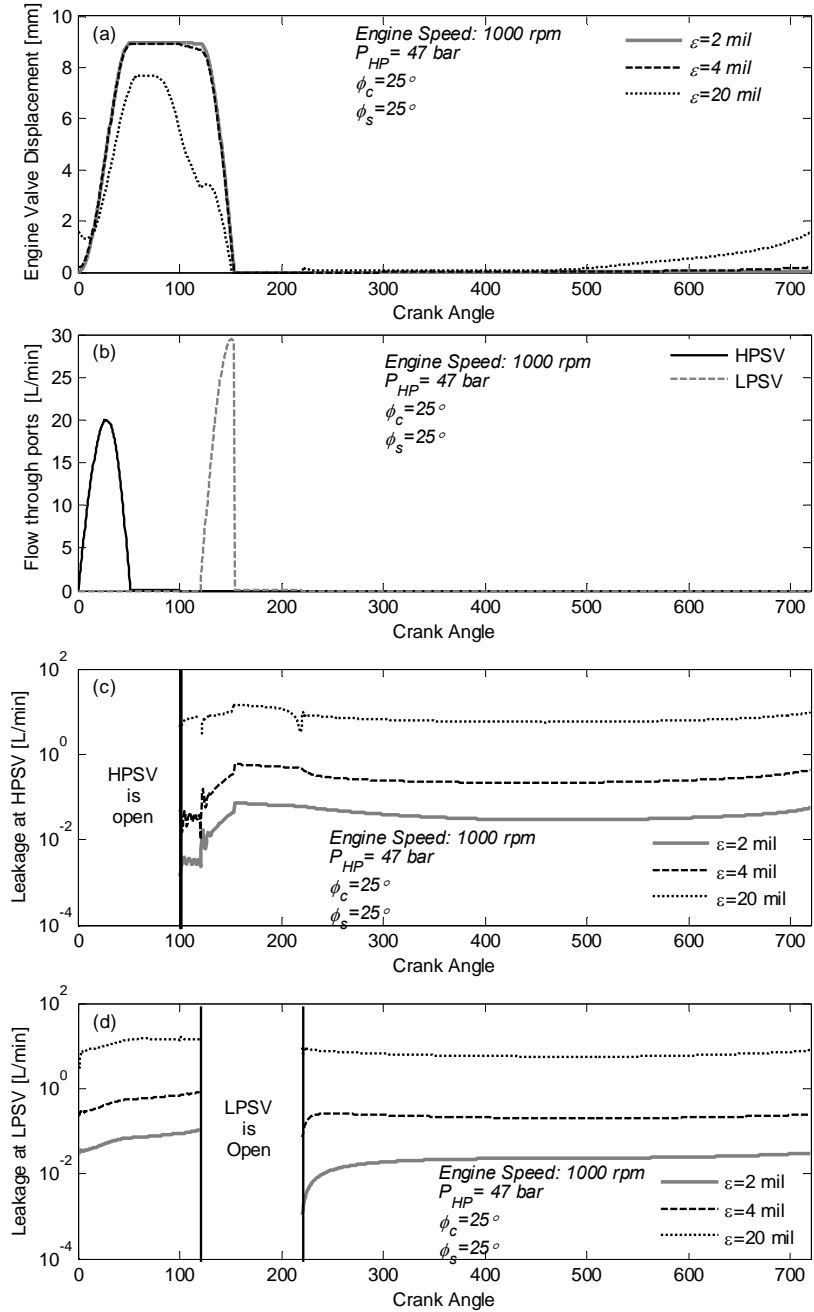 (a)
Engine Valve Displacement [mm]
10
8
6
4
2
0
Engine Speed: 1000 rpm
P_HP = 47 bar
ϕ_c=25°
ϕ_s=25°
ε=2 mil
ε=4 mil
ε=20 mil
0 100 200 300 400 500 600 700
Crank Angle
(b)
Flow through ports [L/min]
30
25
20
15
10
5
0
Engine Speed: 1000 rpm
P_HP = 47 bar
ϕ_c=25°
ϕ_s=25°
HPSV
LPSV
0 100 200 300 400 500 600 700
Crank Angle
(c)
Leakage at HPSV [L/min]
10^2
10^0
10^-2
10^-4
HPSV
is
open
Engine Speed: 1000 rpm
P_HP = 47 bar
ϕ_c=25°
ϕ_s=25°
ε=2 mil
ε=4 mil
ε=20 mil
0 100 200 300 400 500 600 700
Crank Angle
(d)
Leakage at LPSV [L/min]
10^2
10^0
10^-2
10^-4
LPSV
is
Open
Engine Speed: 1000 rpm
P_HP = 47 bar
ϕ_c=25°
ϕ_s=25°
ε=2 mil
ε=4 mil
ε=20 mil
0 100 200 300 400 500 600 700
Crank Angle